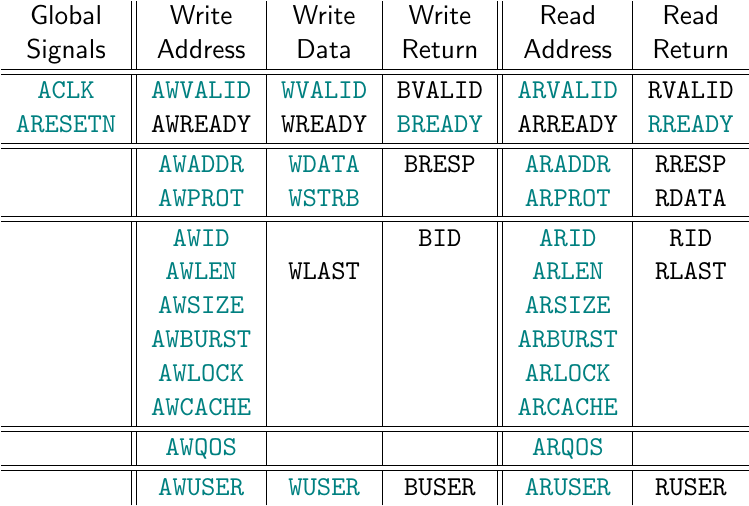 Global Write Write Write Read Read
Signals Address Data Return Address Return
ACLK AWVALID WVALID BVALID ARVALID RVALID
ARESETN AWREADY WREADY BREADY ARREADY RREADY
AWADDR WDATA BRESP ARADDR RRESP
AWPROT WSTRB ARPROT RDATA
AWID BID ARID RID
AWLEN WLAST ARLEN RLAST
AWSIZE ARSIZE
AWBURST ARBURST
AWLOCK ARLOCK
AWCACHE ARCACHE
AWQOS ARQOS
AWUSER WUSER BUSER ARUSER RUSER